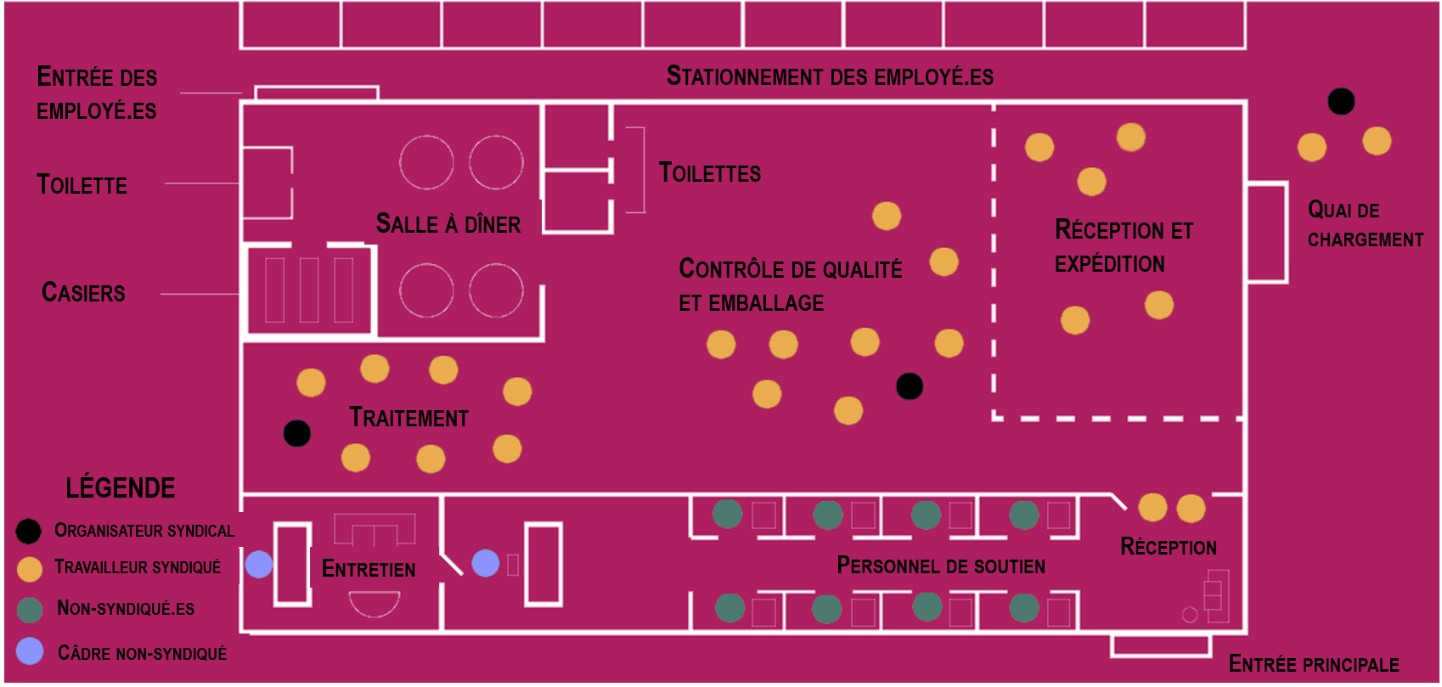 STATIONNEMENT DES EMPLOYÉ.ES
ENTRÉE DES
EMPLOYÉ.ES
TOILETTE
CASIERS
SALLE À DÎNER
TOILETTES
CONTRÔLE DE QUALITÉ
ET EMBALLAGE
RÉCEPTION ET
EXPÉDITION
QUAI DE
CHARGEMENT
TRAITEMENT
LÉGENDE
ORGANISATEUR SYNDICAL
TRAVAILLEUR SYNDIQUÉ
NON-SYNDIQUÉ.ES
CÂDRE NON-SYNDIQUÉ
ENTRETIEN
PERSONNEL DE SOUTIEN
RÉCEPTION
ENTRÉE PRINCIPALE